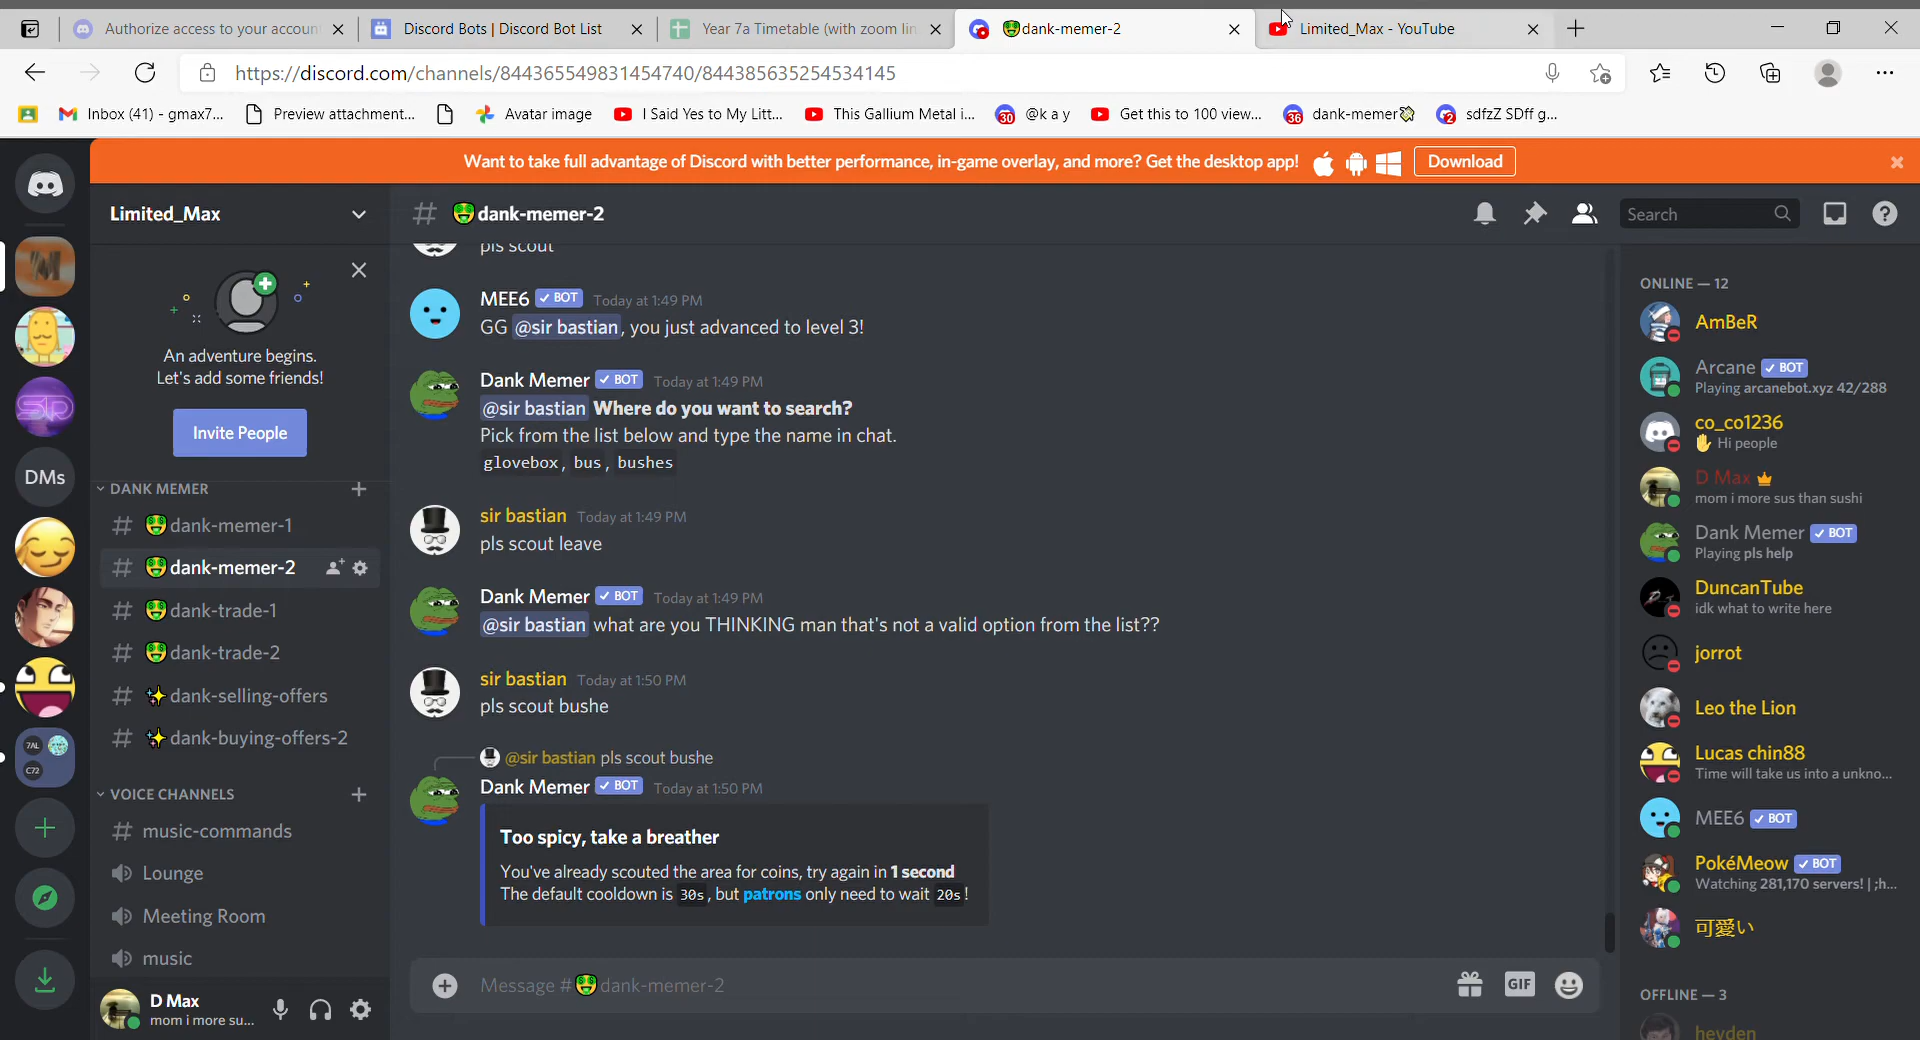 Authorize access to your accoun
Discord Bots | Discord Bot List
Year 7a Timetable (with zoom lin
dank-memer-2
Limited_Max - YouTube
https://discord.com/channels/844365549831454740/844385635254534145
Inbox (41) - gmax7...
Preview attachment...
Avatar image
I Said Yes to My Litt...
This Gallium Metal i...
30
@k a y
Get this to 100 view...
36
dank-memer
2
sdfzZ SDff g...
Want to take full advantage of Discord with better performance, in-game overlay, and more? Get the desktop app!
Download
Limited_Max
An adventure begins.
Let's add some friends!
Invite People
DMs
7AL
C72
DANK MEMER
dank-memer-1
dank-memer-2
dank-trade-1
dank-trade-2
dank-selling-offers
dank-buying-offers-2
VOICE CHANNELS
music-commands
Lounge
Meeting Room
music
D Max
mom i more su...
# dank-memer-2
Search
pls scout
MEE6 BOT Today at 1:49 PM
GG @sir bastian, you just advanced to level 3!
Dank Memer BOT Today at 1:49 PM
@sir bastian Where do you want to search?
Pick from the list below and type the name in chat.
glovebox, bus, bushes
sir bastian Today at 1:49 PM
pls scout leave
Dank Memer BOT Today at 1:49 PM
@sir bastian what are you THINKING man that's not a valid option from the list??
sir bastian Today at 1:50 PM
pls scout bushe
@sir bastian pls scout bushe
Dank Memer BOT Today at 1:50 PM
Too spicy, take a breather
You've already scouted the area for coins, try again in 1 second
The default cooldown is 30s, but patrons only need to wait 20s!
Message # dank-memer-2
GIF
ONLINE — 12
AmBeR
Arcane BOT
Playing arcanebot.xyz 42/288
co_co1236
Hi people
D Max
mom i more sus than sushi
Dank Memer BOT
Playing pls help
DuncanTube
idk what to write here
jorrot
Leo the Lion
Lucas chin88
Time will take us into a unkno...
MEE6 BOT
PokéMeow BOT
Watching 281,170 servers! | ;h...
可愛い
OFFLINE — 3
heyden